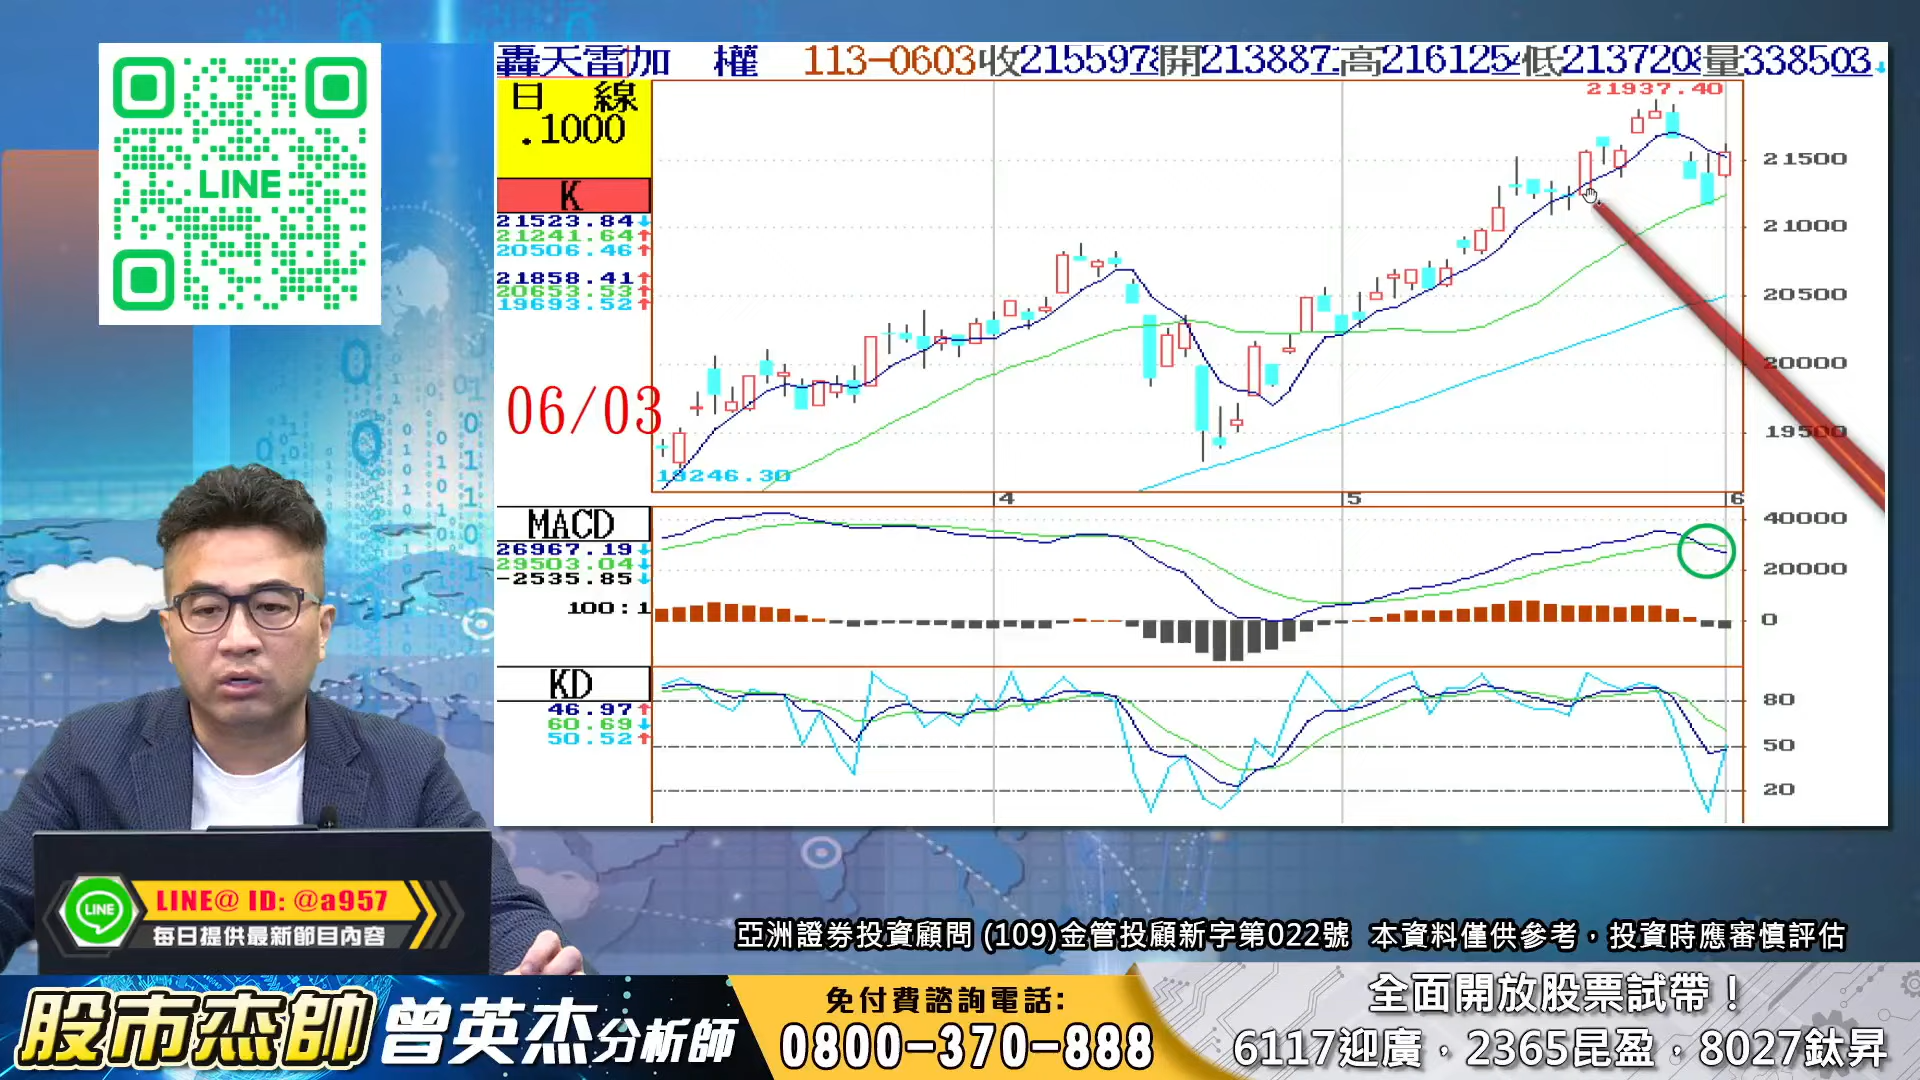 LINE
轟天雷加 權 113-0603收215597開213887高216125低213720量338503
日 線
.1000
K
21523.84
21241.64
20506.46
21858.41
20653.53
19693.52
06/03
21937.40
19246.30
21500
21000
20500
20000
19500
4
5
6
MACD
26967.19
29503.04
-2535.85
100:1
40000
20000
0
KD
46.97
60.69
50.52
80
50
20
LINE
LINE@ ID: @a957
每日提供最新節目內容
亞洲證券投資顧問 (109)金管投顧新字第022號 本資料僅供參考，投資時應審慎評估
股市杰帥 曾英杰分析師
免付費諮詢電話:
0800-370-888
全面開放股票試帶！
6117迎廣，2365昆盈，8027鈦昇